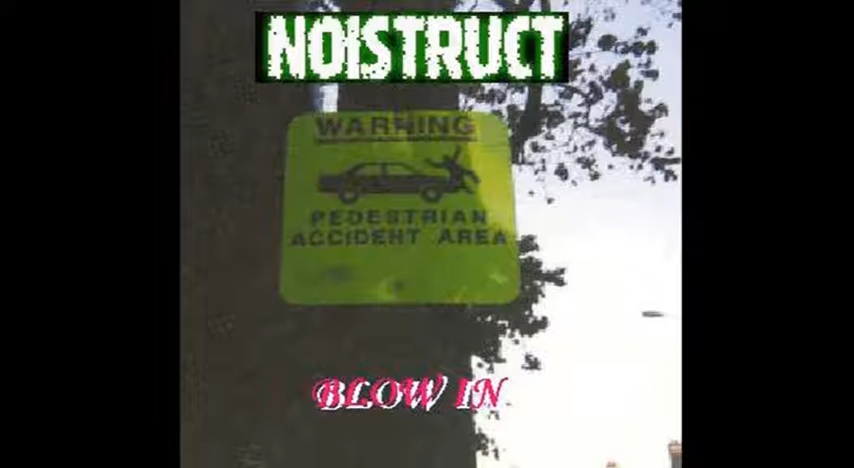 NOISTRUCT
WARNING
PEDESTRIAN
ACCIDENT AREA
BLOW IN